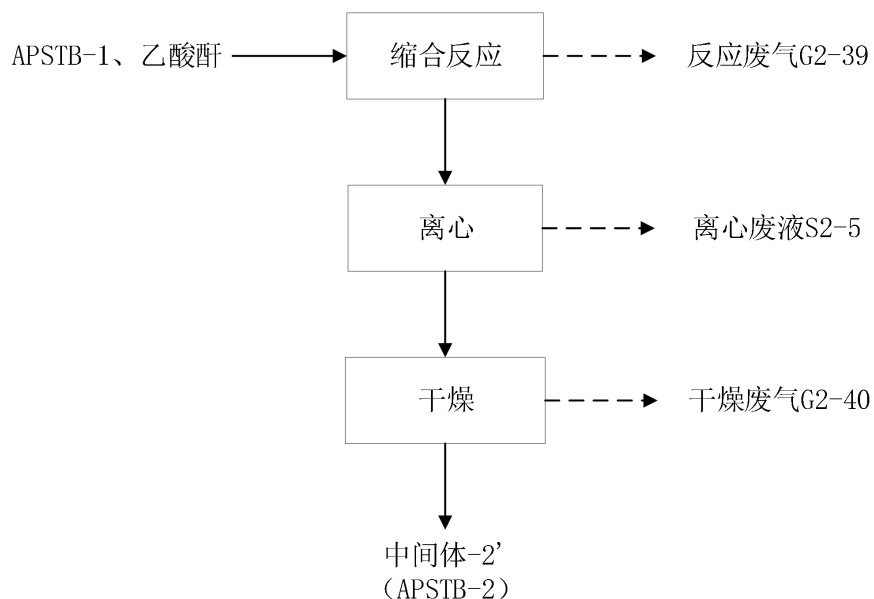 APSTB-1、乙酸酐
缩合反应
反应废气G2-39
离心
离心废液S2-5
干燥
干燥废气G2-40
中间体-2'
（APSTB-2）